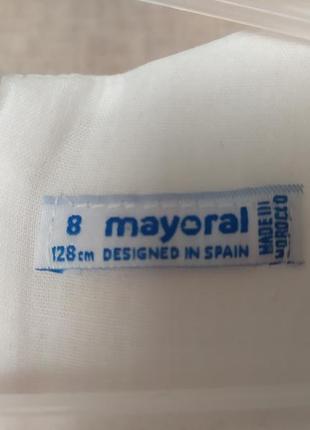 8 mayoral
128cm DESIGNED IN SPAIN
MADE IN
MOROCCO